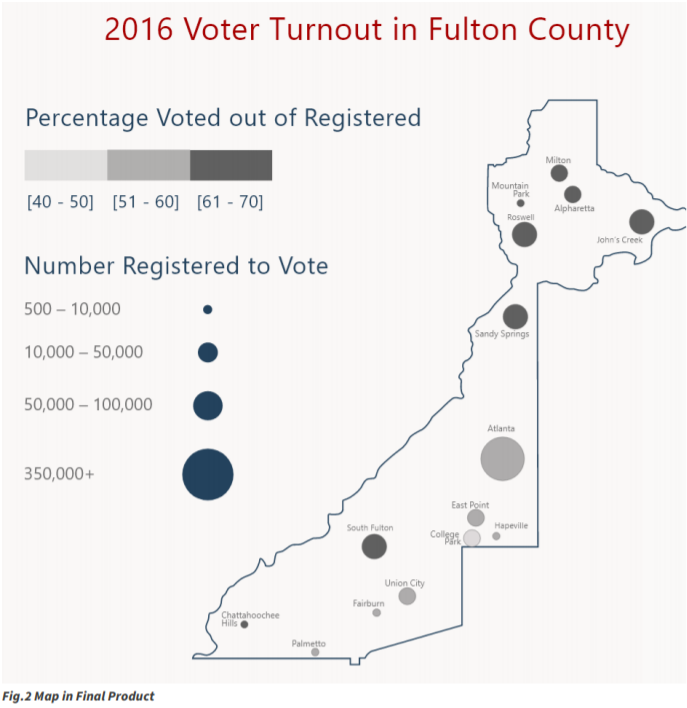 2016 Voter Turnout in Fulton County
Percentage Voted out of Registered
[40 - 50] [51 - 60] [61 - 70]
Number Registered to Vote
500 – 10,000
10,000 – 50,000
50,000 – 100,000
350,000+
Milton
Mountain
Park
Alpharetta
Roswell
John's Creek
Sandy Springs
Atlanta
East Point
Hapeville
College
Park
South Fulton
Union City
Fairburn
Chattahoochee
Hills
Palmetto
Fig.2 Map in Final Product